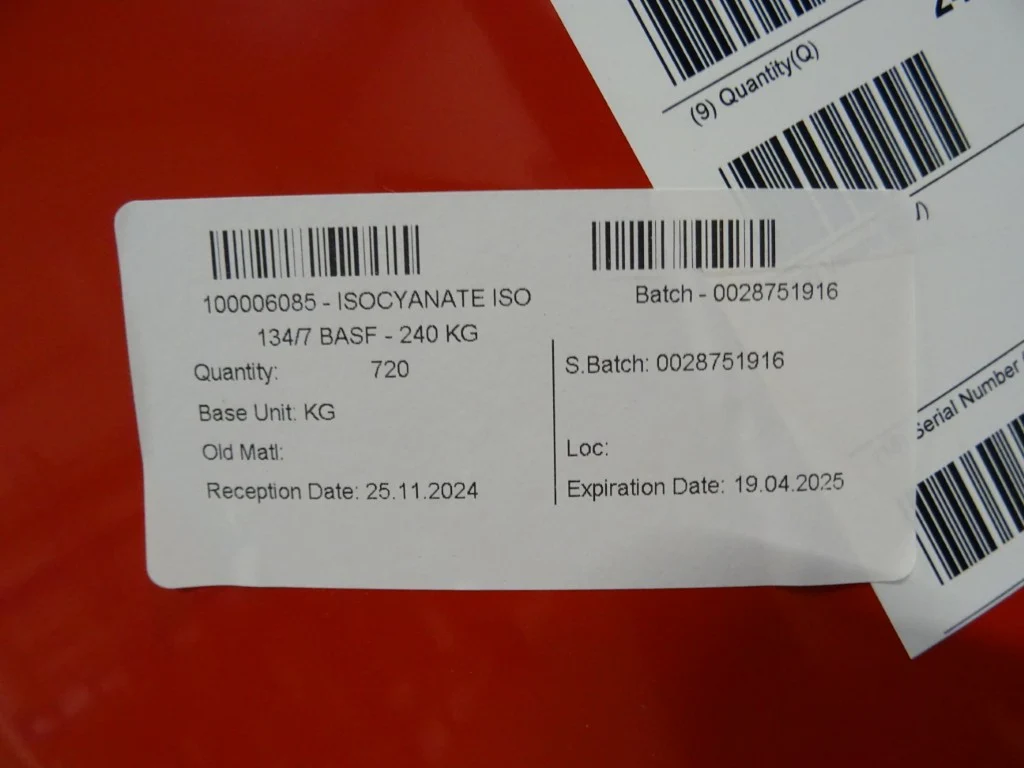 (9) Quantity(Q)
100006085 - ISOCYANATE ISO
134/7 BASF - 240 KG
Batch - 0028751916
Quantity: 720
S.Batch: 0028751916
Base Unit: KG
Old Matl:
Loc:
Reception Date: 25.11.2024
Expiration Date: 19.04.2025
Serial Number